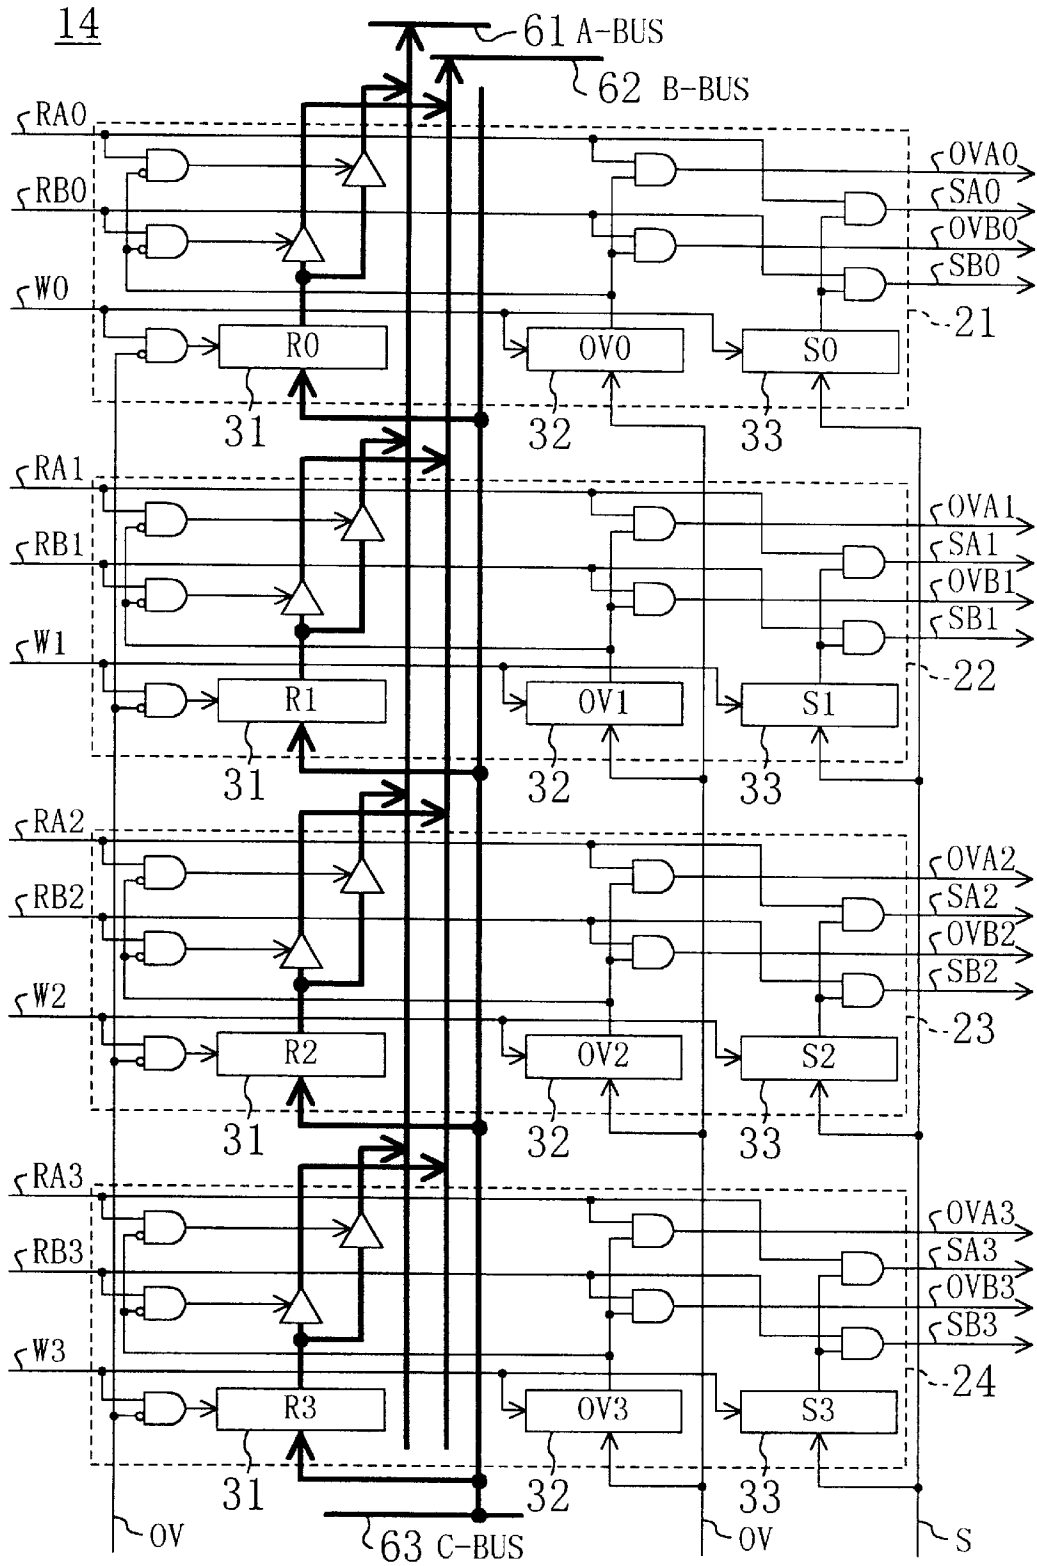 14
61 A-BUS
62 B-BUS
RA0
OVA0
SA0
RB0
OVB0
SB0
W0
21
R0
OV0
S0
31
32
33
RA1
OVA1
SA1
RB1
OVB1
SB1
W1
22
R1
OV1
S1
31
32
33
RA2
OVA2
SA2
RB2
OVB2
SB2
W2
23
R2
OV2
S2
31
32
33
RA3
OVA3
SA3
RB3
OVB3
SB3
W3
24
R3
OV3
S3
31
32
33
OV
63 C-BUS
OV
S